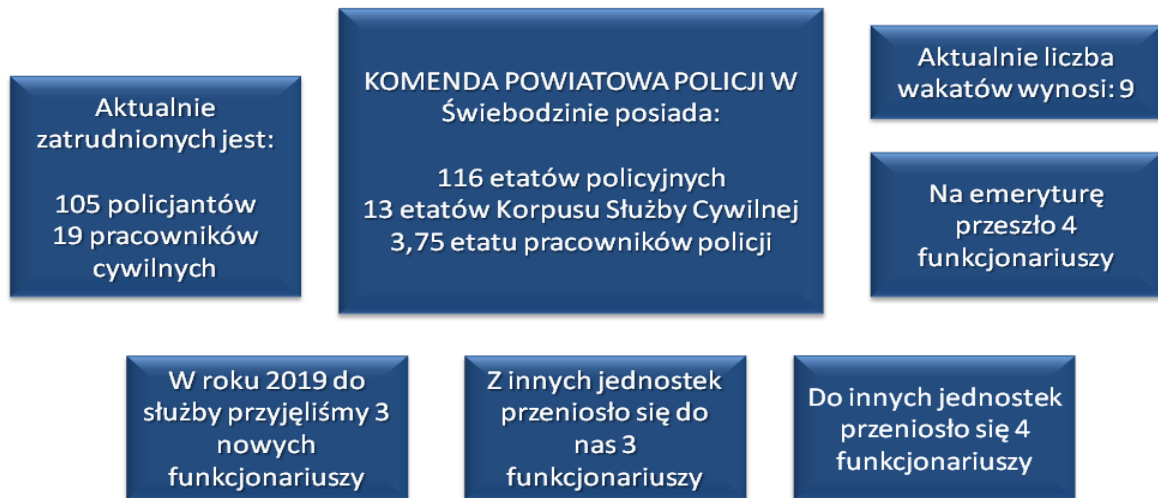 Aktualnie
zatrudnionych jest:
105 policjantów
19 pracowników
cywilnych
KOMENDA POWIATOWA POLICJI W
Świebodzinie posiada:
116 etatów policyjnych
13 etatów Korpusu Służby Cywilnej
3,75 etatu pracowników policji
Aktualnie liczba
wakatów wynosi: 9
Na emeryturę
przeszło 4
funkcjonariuszy
W roku 2019 do
służby przyjęliśmy 3
nowych
funkcjonariuszy
Z innych jednostek
przeniosło się do
nas 3
funkcjonariuszy
Do innych jednostek
przeniosło się 4
funkcjonariuszy